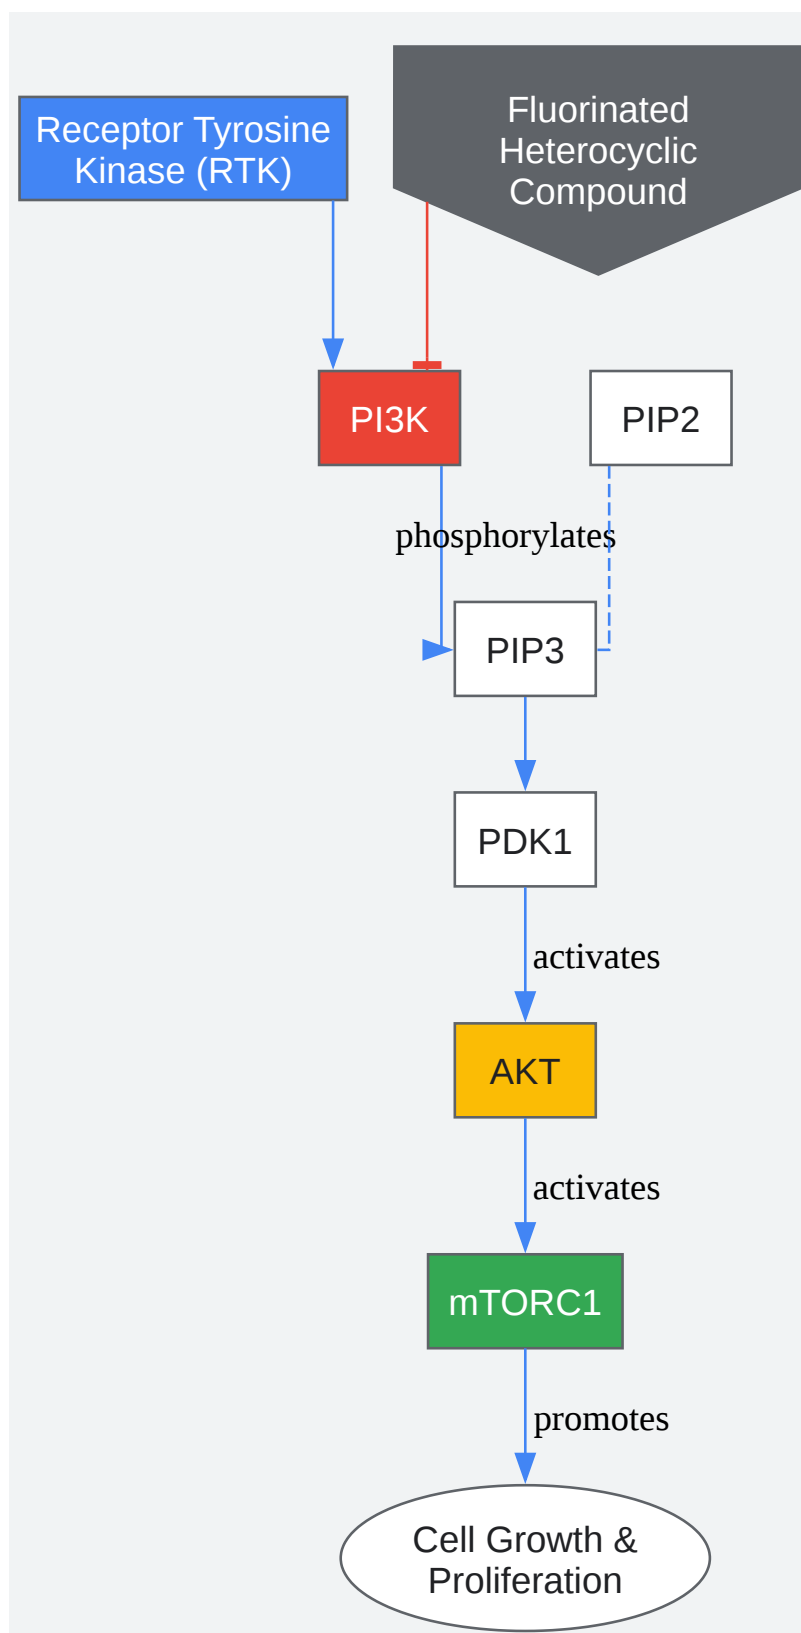 Receptor Tyrosine
Kinase (RTK)
Fluorinated
Heterocyclic
Compound
PI3K
PIP2
phosphorylates
PIP3
PDK1
activates
AKT
activates
mTORC1
promotes
Cell Growth &
Proliferation